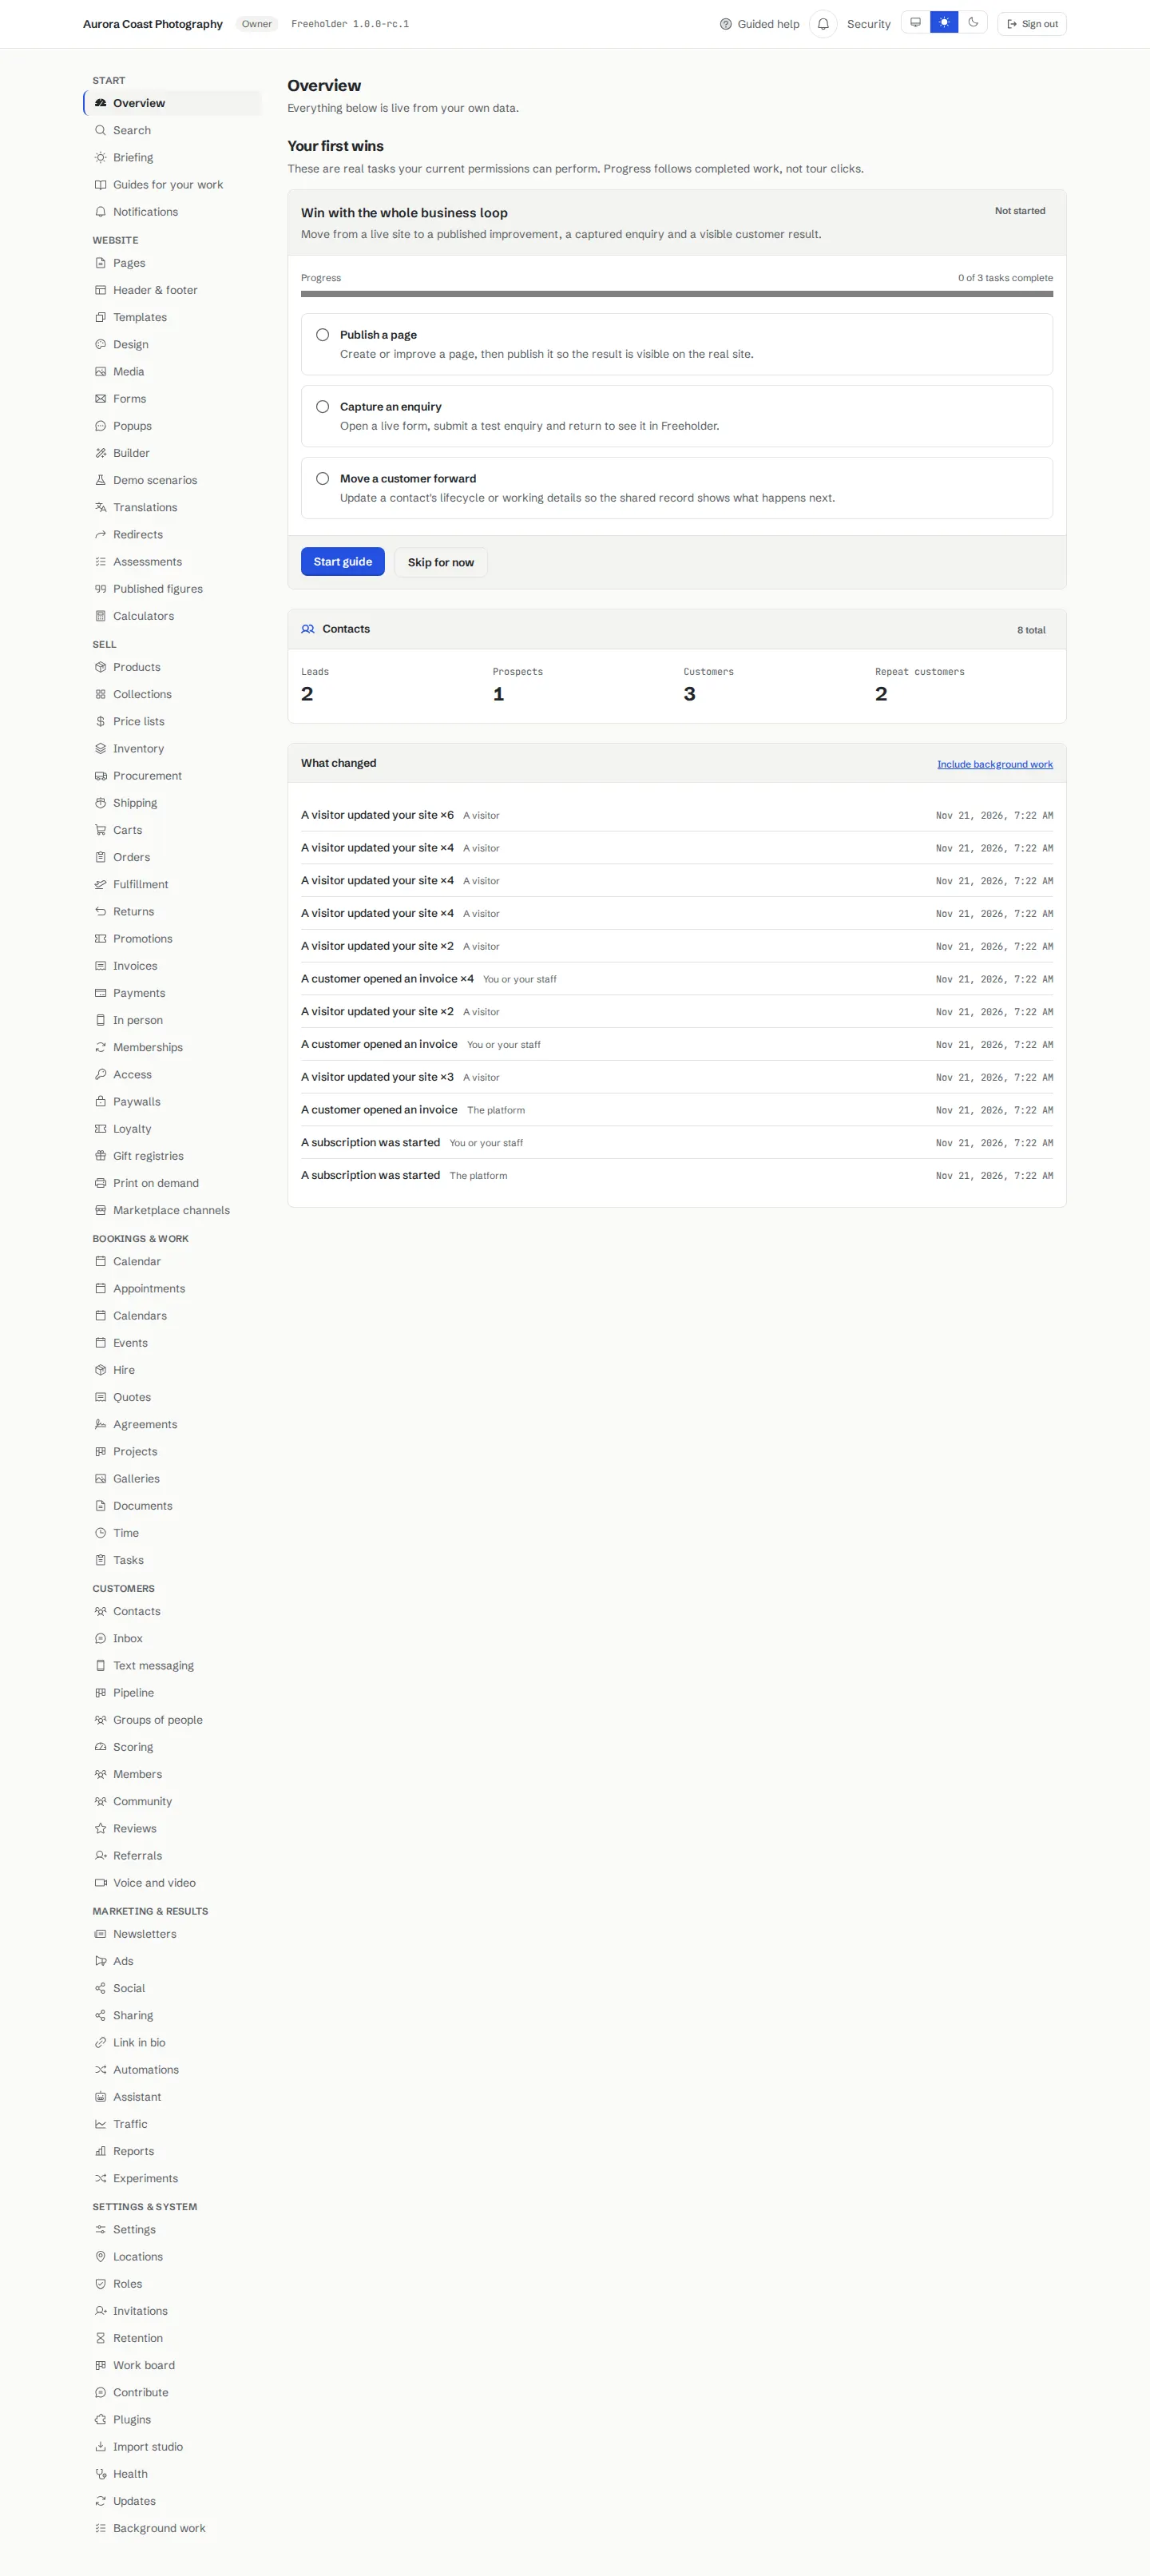 Aurora Coast Photography Owner Freeholder 1.0.0-rc.1 Guided help Security Sign out
START
Overview
Search
Briefing
Guides for your work
Notifications
WEBSITE
Pages
Header & footer
Templates
Design
Media
Forms
Popups
Builder
Demo scenarios
Translations
Redirects
Assessments
Published figures
Calculators
SELL
Products
Collections
Price lists
Inventory
Procurement
Shipping
Carts
Orders
Fulfillment
Returns
Promotions
Invoices
Payments
In person
Memberships
Access
Paywalls
Loyalty
Gift registries
Print on demand
Marketplace channels
BOOKINGS & WORK
Calendar
Appointments
Calendars
Events
Hire
Quotes
Agreements
Projects
Galleries
Documents
Time
Tasks
CUSTOMERS
Contacts
Inbox
Text messaging
Pipeline
Groups of people
Scoring
Members
Community
Reviews
Referrals
Voice and video
MARKETING & RESULTS
Newsletters
Ads
Social
Sharing
Link in bio
Automations
Assistant
Traffic
Reports
Experiments
SETTINGS & SYSTEM
Settings
Locations
Roles
Invitations
Retention
Work board
Contribute
Plugins
Import studio
Health
Updates
Background work
Overview
Everything below is live from your own data.
Your first wins
These are real tasks your current permissions can perform. Progress follows completed work, not tour clicks.
Win with the whole business loop Not started
Move from a live site to a published improvement, a captured enquiry and a visible customer result.
Progress 0 of 3 tasks complete
Publish a page
Create or improve a page, then publish it so the result is visible on the real site.
Capture an enquiry
Open a live form, submit a test enquiry and return to see it in Freeholder.
Move a customer forward
Update a contact's lifecycle or working details so the shared record shows what happens next.
Start guide Skip for now
Contacts 8 total
Leads Prospects Customers Repeat customers
2 1 3 2
What changed Include background work
A visitor updated your site ×6 A visitor Nov 21, 2026, 7:22 AM
A visitor updated your site ×4 A visitor Nov 21, 2026, 7:22 AM
A visitor updated your site ×4 A visitor Nov 21, 2026, 7:22 AM
A visitor updated your site ×4 A visitor Nov 21, 2026, 7:22 AM
A visitor updated your site ×2 A visitor Nov 21, 2026, 7:22 AM
A customer opened an invoice ×4 You or your staff Nov 21, 2026, 7:22 AM
A visitor updated your site ×2 A visitor Nov 21, 2026, 7:22 AM
A customer opened an invoice You or your staff Nov 21, 2026, 7:22 AM
A visitor updated your site ×3 A visitor Nov 21, 2026, 7:22 AM
A customer opened an invoice The platform Nov 21, 2026, 7:22 AM
A subscription was started You or your staff Nov 21, 2026, 7:22 AM
A subscription was started The platform Nov 21, 2026, 7:22 AM